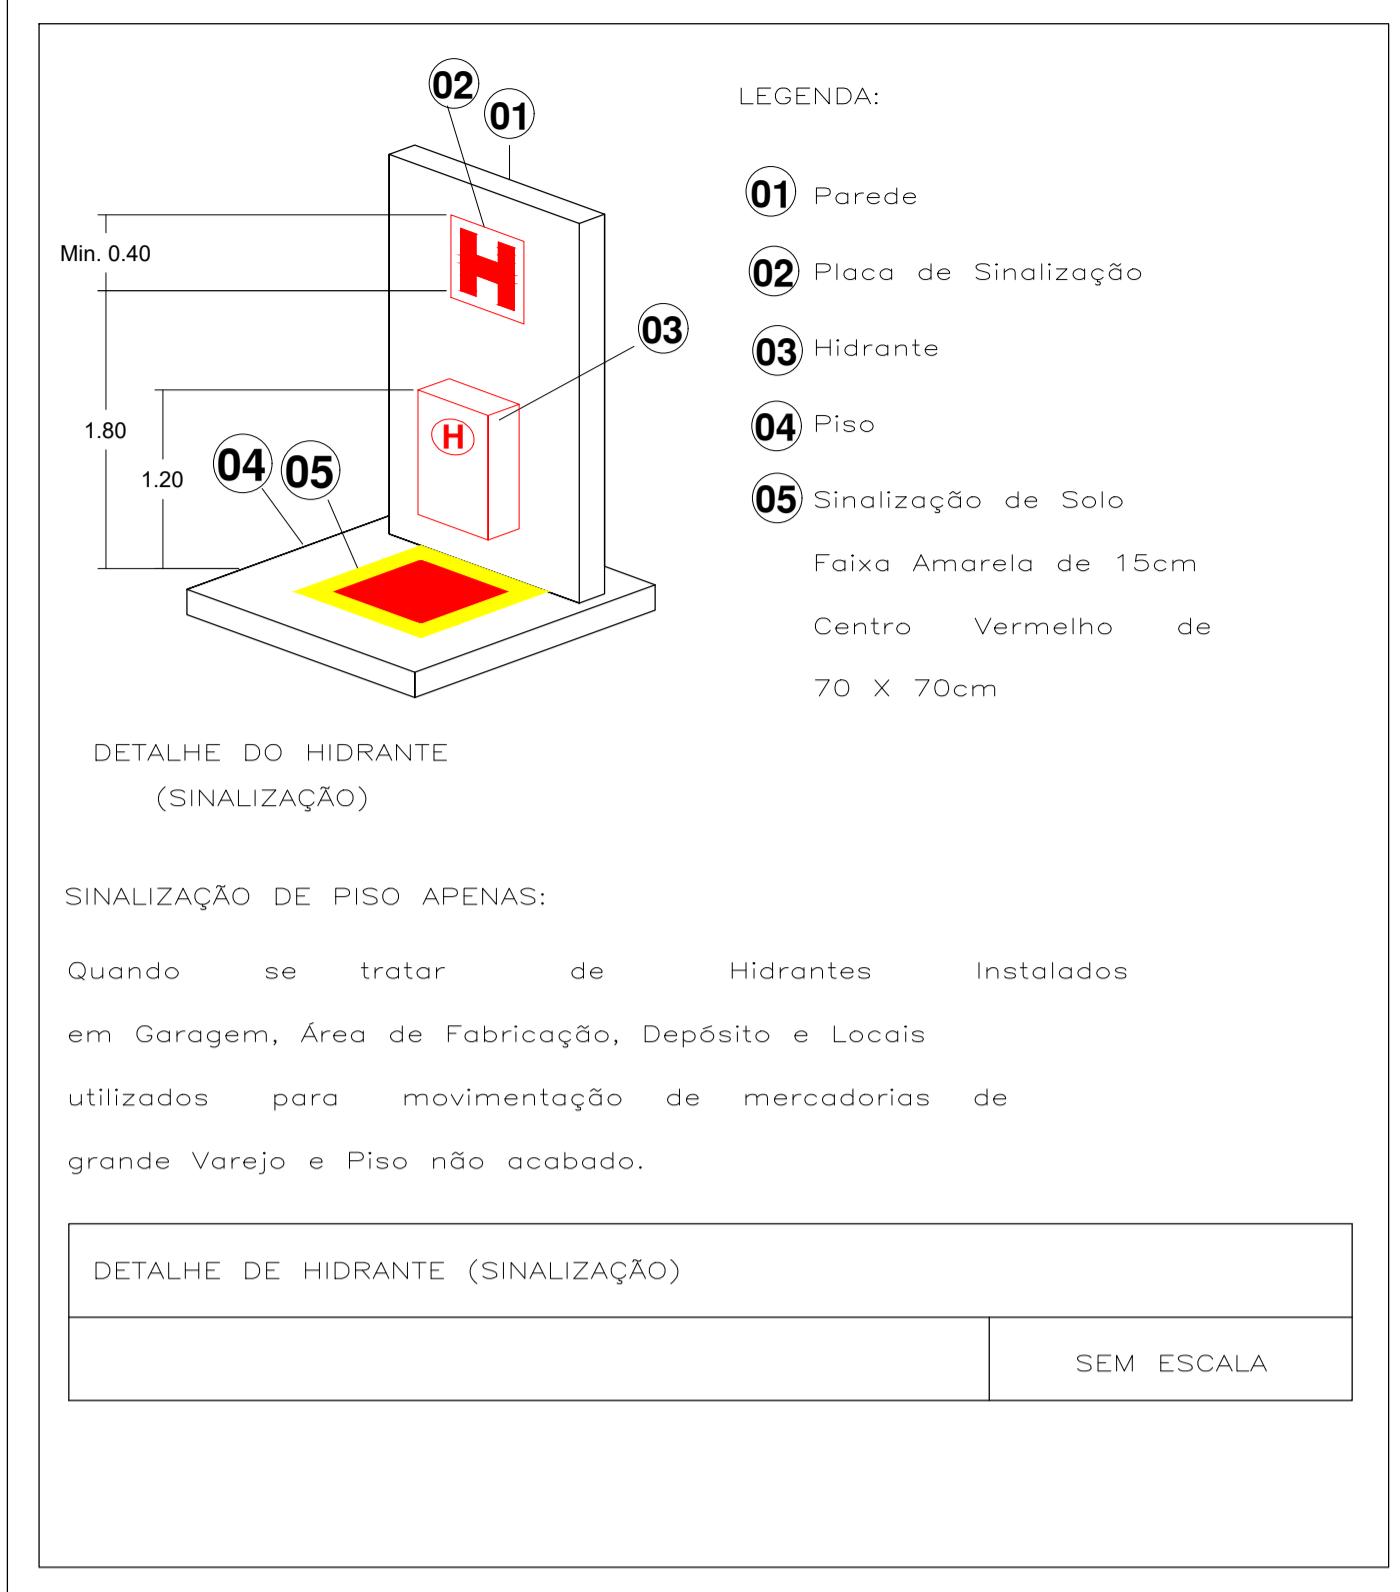 02
01
Min. 0.40
H
03
1.80
1.20
H
04
05
LEGENDA:
01 Parede
02 Placa de Sinalização
03 Hidrante
04 Piso
05 Sinalização de Solo
Faixa Amarela de 15cm
Centro Vermelho de
70 X 70cm
DETALHE DO HIDRANTE
(SINALIZAÇÃO)
SINALIZAÇÃO DE PISO APENAS:
Quando se tratar de Hidrantes Instalados
em Garagem, Área de Fabricação, Depósito e Locais
utilizados para movimentação de mercadorias de
grande Varejo e Piso não acabado.
DETALHE DE HIDRANTE (SINALIZAÇÃO)
SEM ESCALA